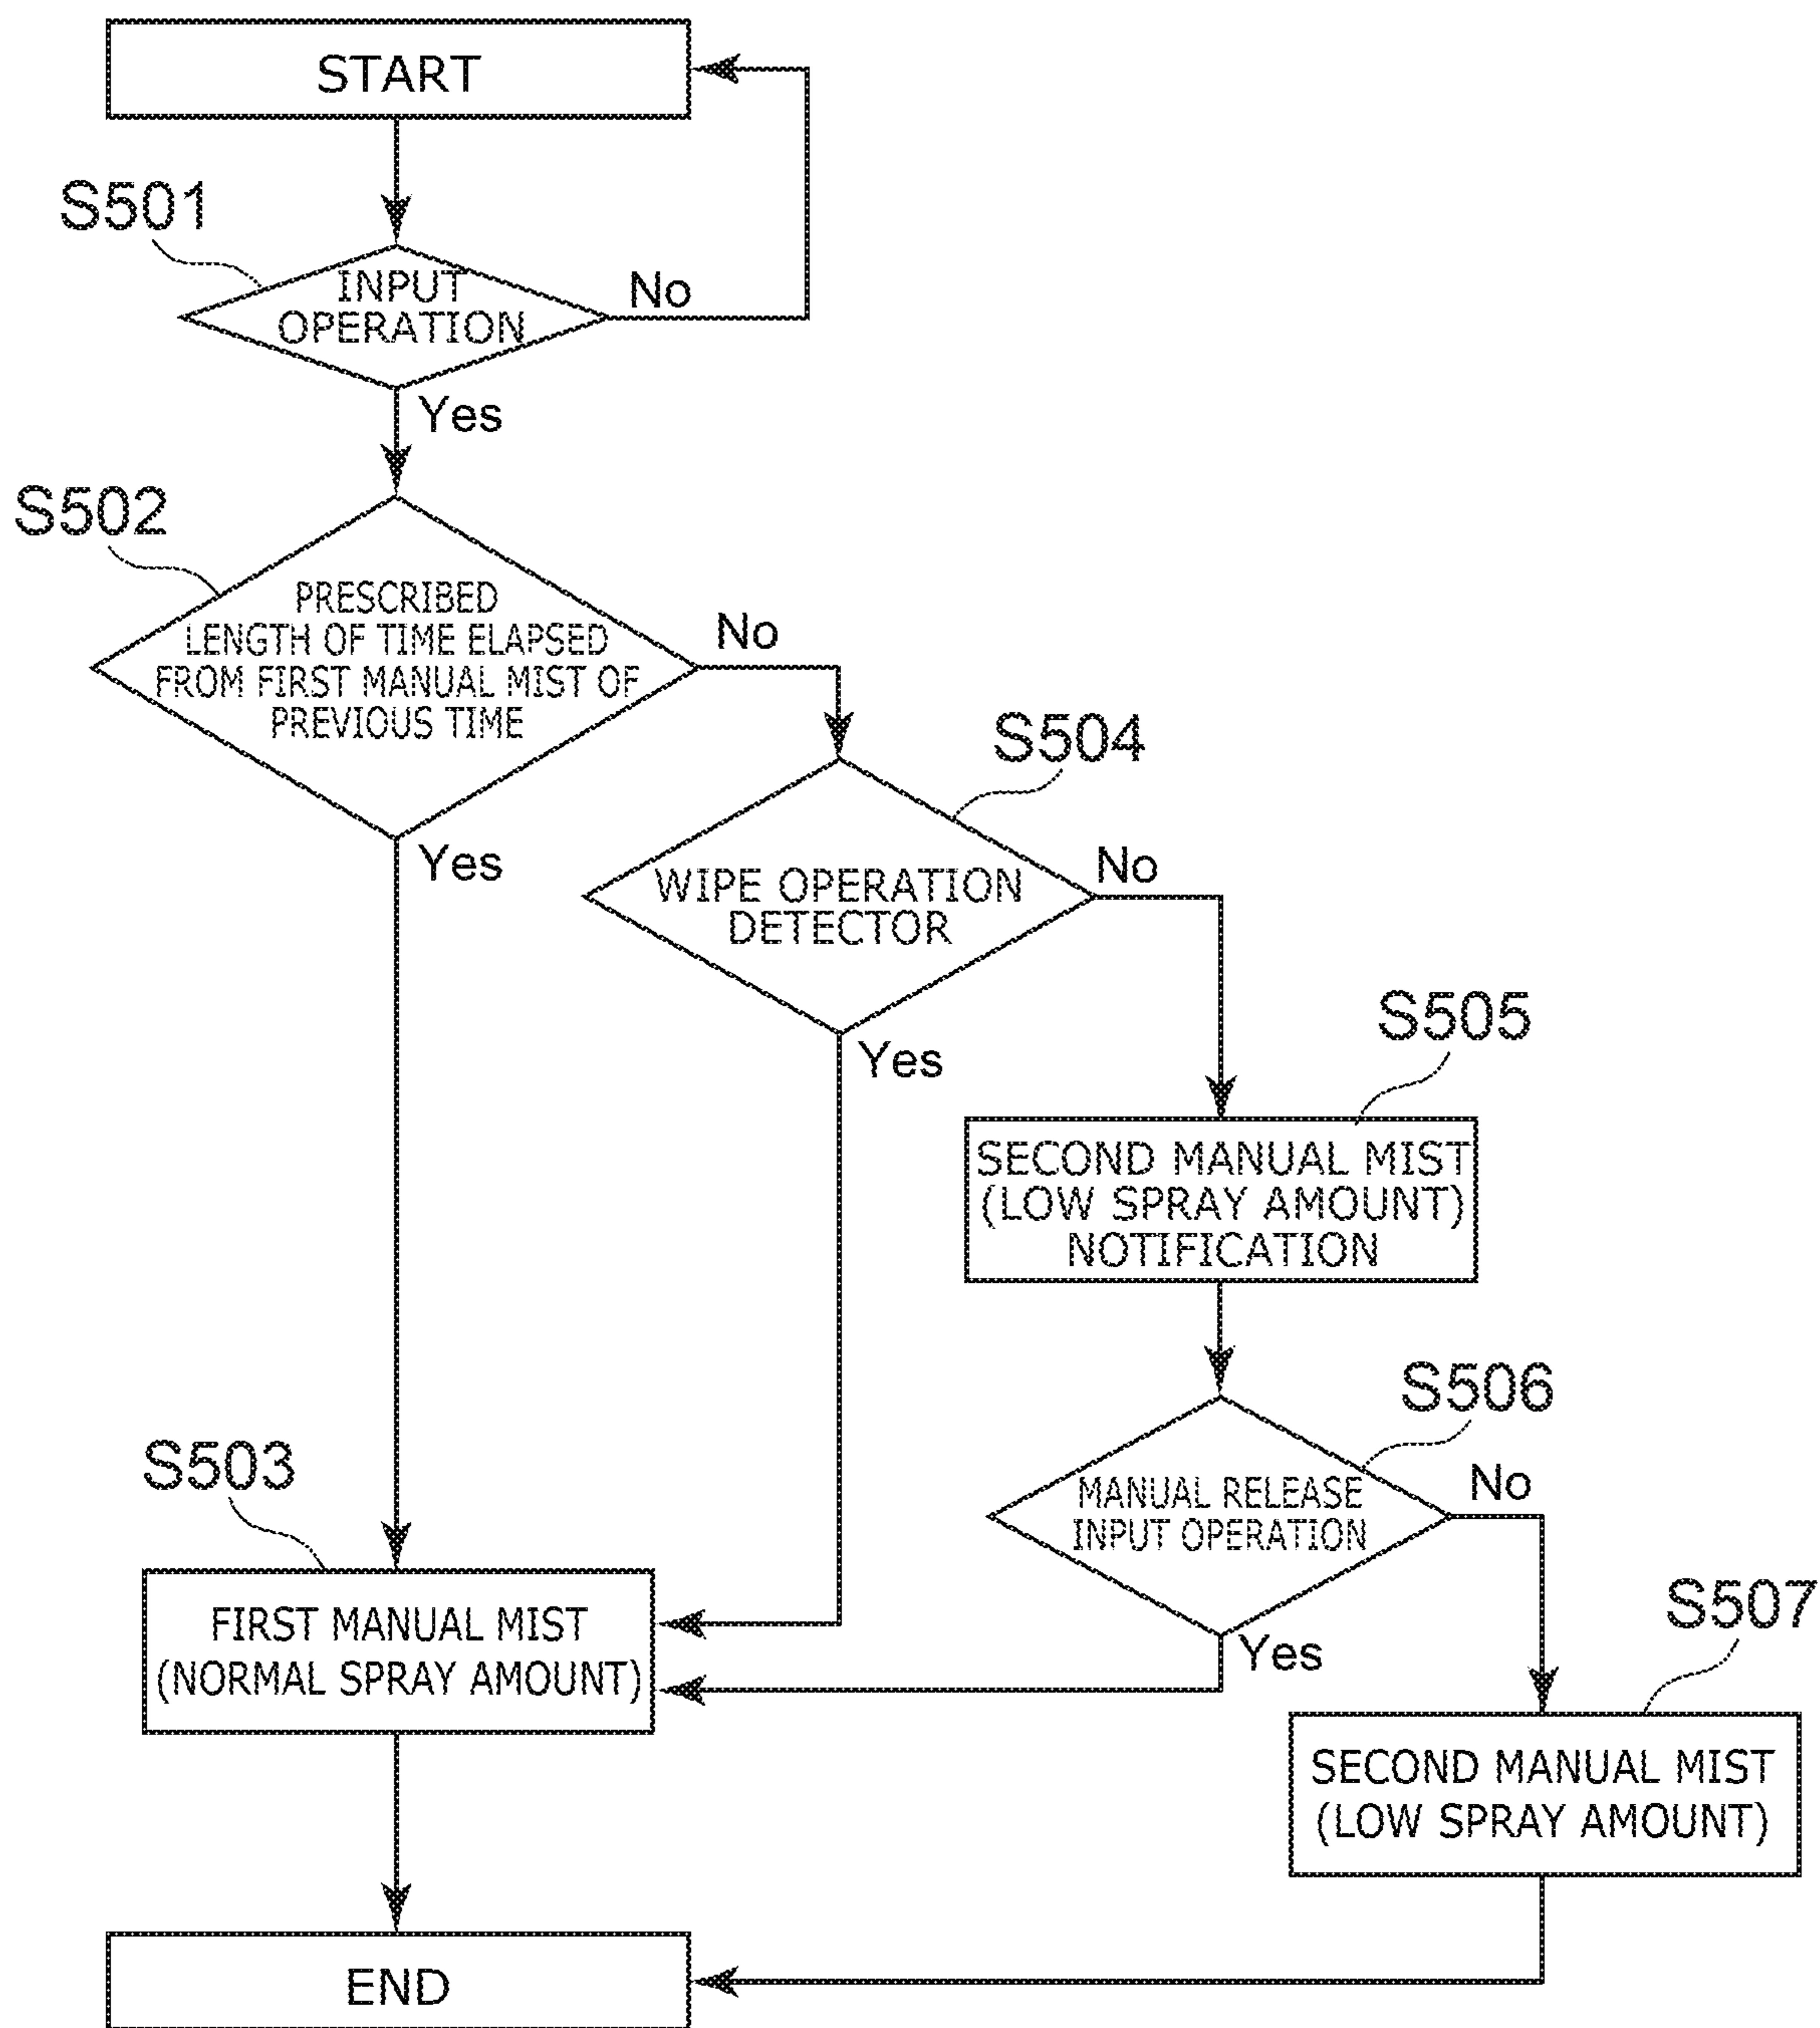 START
S501
INPUT
OPERATION
No
Yes
S502
PRESCRIBED
LENGTH OF TIME ELAPSED
FROM FIRST MANUAL MIST OF
PREVIOUS TIME
No
Yes
S504
WIPE OPERATION
DETECTOR
No
Yes
S505
SECOND MANUAL MIST
(LOW SPRAY AMOUNT)
NOTIFICATION
S506
MANUAL RELEASE
INPUT OPERATION
No
Yes
S503
FIRST MANUAL MIST
(NORMAL SPRAY AMOUNT)
S507
SECOND MANUAL MIST
(LOW SPRAY AMOUNT)
END